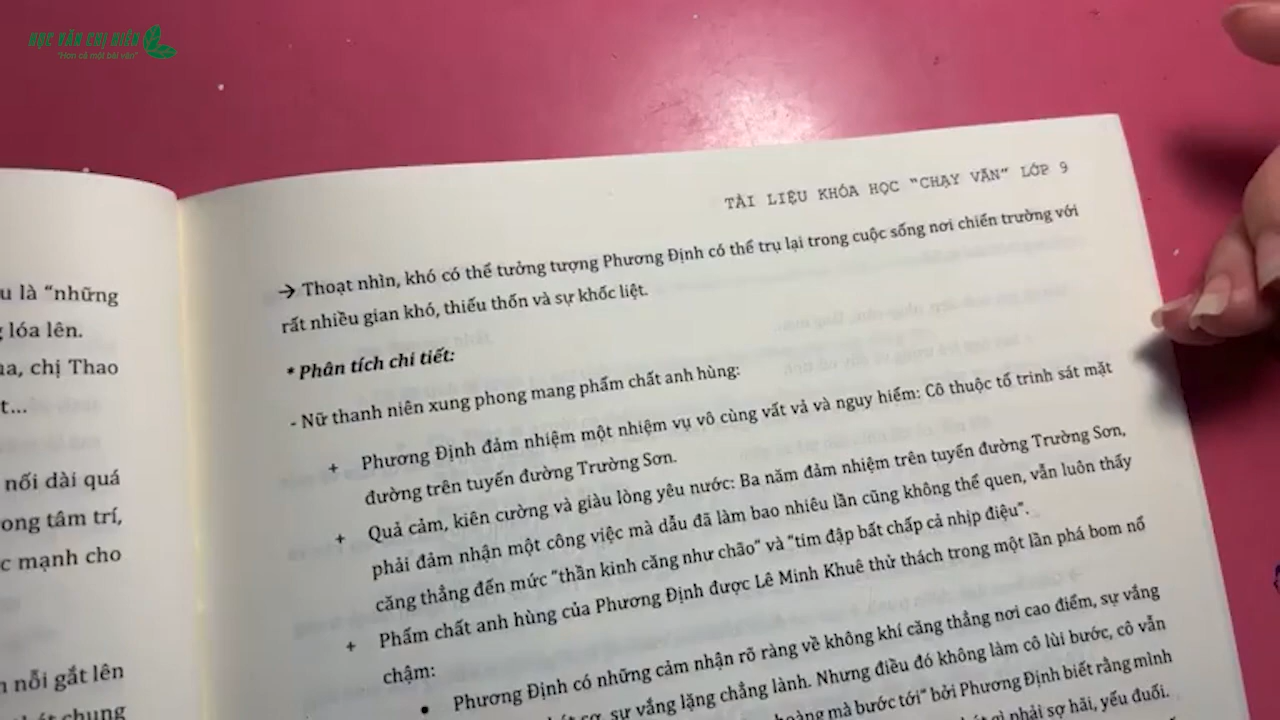 HỌC VĂN CHỊ HIÊN
"Hơn cả một bài văn"
u là “những
lóa lên.
chị Thao
t...
nối dài quá
ong tâm trí,
mạnh cho
nỗi gắt lên
chung
TÀI LIỆU KHÓA HỌC “CHẠY VĂN” LỚP 9
→ Thoạt nhìn, khó có thể tưởng tượng Phương Định có thể trụ lại trong cuộc sống nơi chiến trường với
rất nhiều gian khó, thiếu thốn và sự khốc liệt.
* Phân tích chi tiết:
- Nữ thanh niên xung phong mang phẩm chất anh hùng:
+ Phương Định đảm nhiệm một nhiệm vụ vô cùng vất vả và nguy hiểm: Cô thuộc tổ trinh sát mặt
đường trên tuyến đường Trường Sơn.
+ Quả cảm, kiên cường và giàu lòng yêu nước: Ba năm đảm nhiệm trên tuyến đường Trường Sơn,
phải đảm nhận một công việc mà dẫu đã làm bao nhiêu lần cũng không thể quen, vẫn luôn thấy
căng thẳng đến mức “thần kinh căng như chão” và “tim đập bất chấp cả nhịp điệu”.
+ Phẩm chất anh hùng của Phương Định được Lê Minh Khuê thử thách trong một lần phá bom nổ
chậm:
• Phương Định có những cảm nhận rõ ràng về không khí căng thẳng nơi cao điểm, sự vắng
sự vắng lặng chẳng lành. Nhưng điều đó không làm cô lùi bước, cô vẫn
hoàng mà bước tới” bởi Phương Định biết rằng mình
gì phải sợ hãi, yếu đuối.